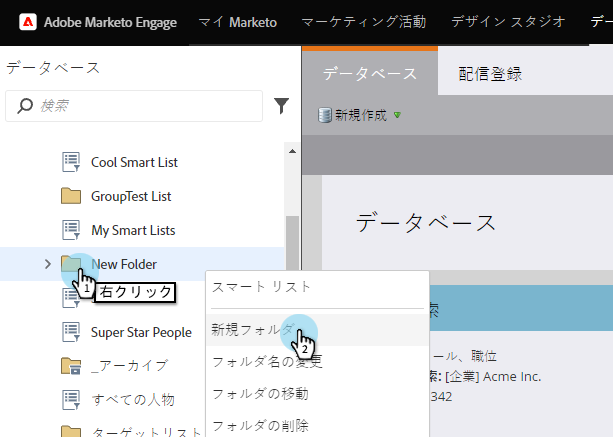 Adobe Marketo Engage マイ Marketo マーケティング活動 デザイン スタジオ
データベース
データベース 配信登録
検索
新規作成
Cool Smart List
GroupTest List
My Smart Lists
データベース
New Folder
1
右クリック
スマート リスト
新規フォルダ
2
Super Star People
フォルダ名の変更
ール、職位
_アーカイブ
索: [企業] Acme Inc.
フォルダの移動
342
すべての人物
フォルダの削除
ターゲットリスト